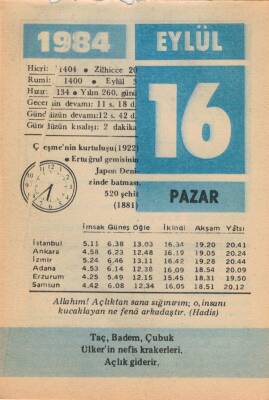 1984
EYLÜL
Hicri: 1404 • Zilhicce 20
Rumi: 1400 • Eylül
Hızır: 134 • Yılın 260. günü
Gecenin devamı: 11 s. 18 d.
Gündüzün devamı: 12 s. 42 d.
Gündüzün kısalışı: 2 dakika
16
PAZAR
Çeşme'nin kurtuluşu (1922)
• Ertuğrul gemisinin
Japon Deni
zinde batması,
520 şehit
(1881)
İmsak Güneş Öğle İkindi Akşam Yâtsı
İstanbul 5.11 6.38 13.03 16.34 19.20 20.41
Ankara 4.58 6.23 12.48 16.19 19.05 20.24
İzmir 5.24 6.46 13.11 16.42 19.28 20.44
Adana 4.53 6.14 12.38 16.09 18.54 20.09
Erzurum 4.25 5.49 12.15 15.45 18.31 19.50
Samsun 4.42 6.08 12.34 16.05 18.51 20.12
Allahım! Açlıktan sana sığınırım; o, insanı
kucaklayan ne fenâ arkadaştır. (Hadis)
Taç, Badem, Çubuk
Ülker'in nefis krakerleri.
Açlık giderir.